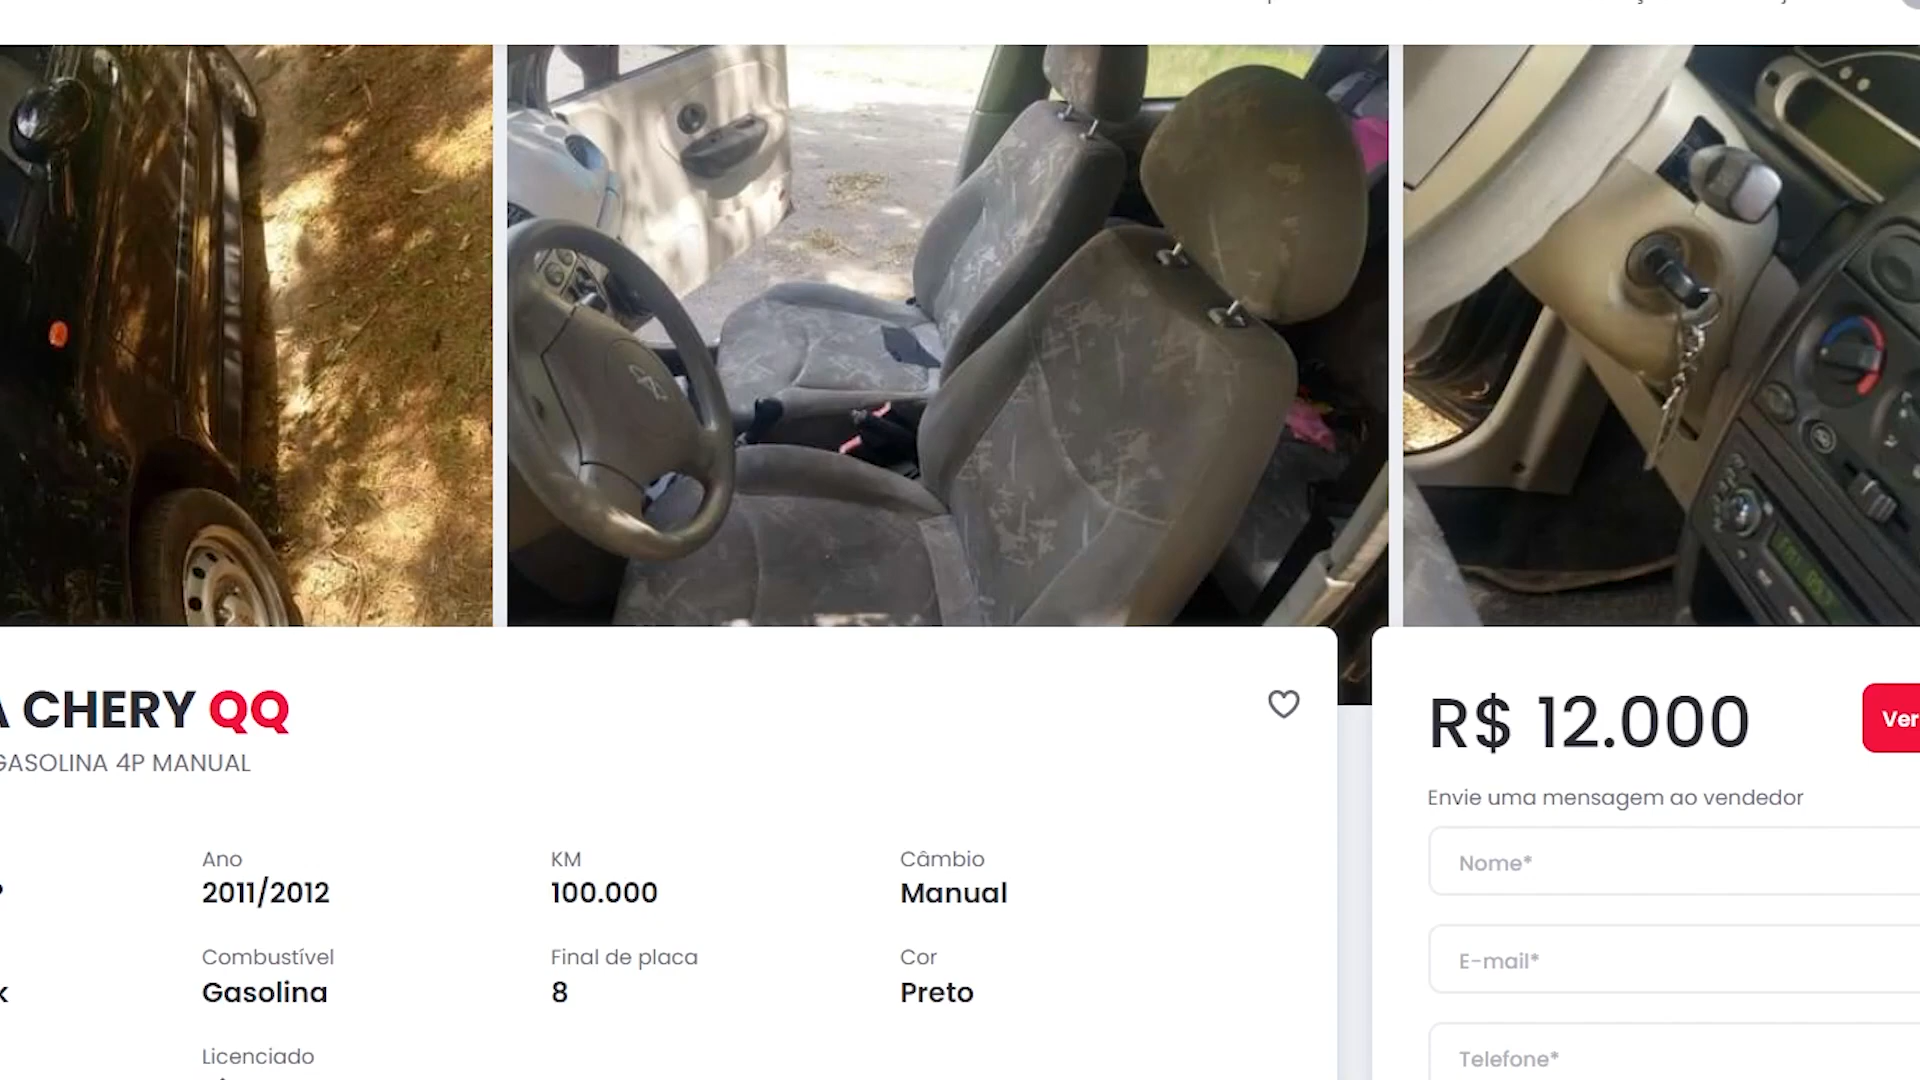 CHERY QQ
GASOLINA 4P MANUAL
R$ 12.000
Ver
Envie uma mensagem ao vendedor
Nome*
E-mail*
Telefone*
Ano
2011/2012
KM
100.000
Câmbio
Manual
Combustível
Gasolina
Final de placa
8
Cor
Preto
Licenciado